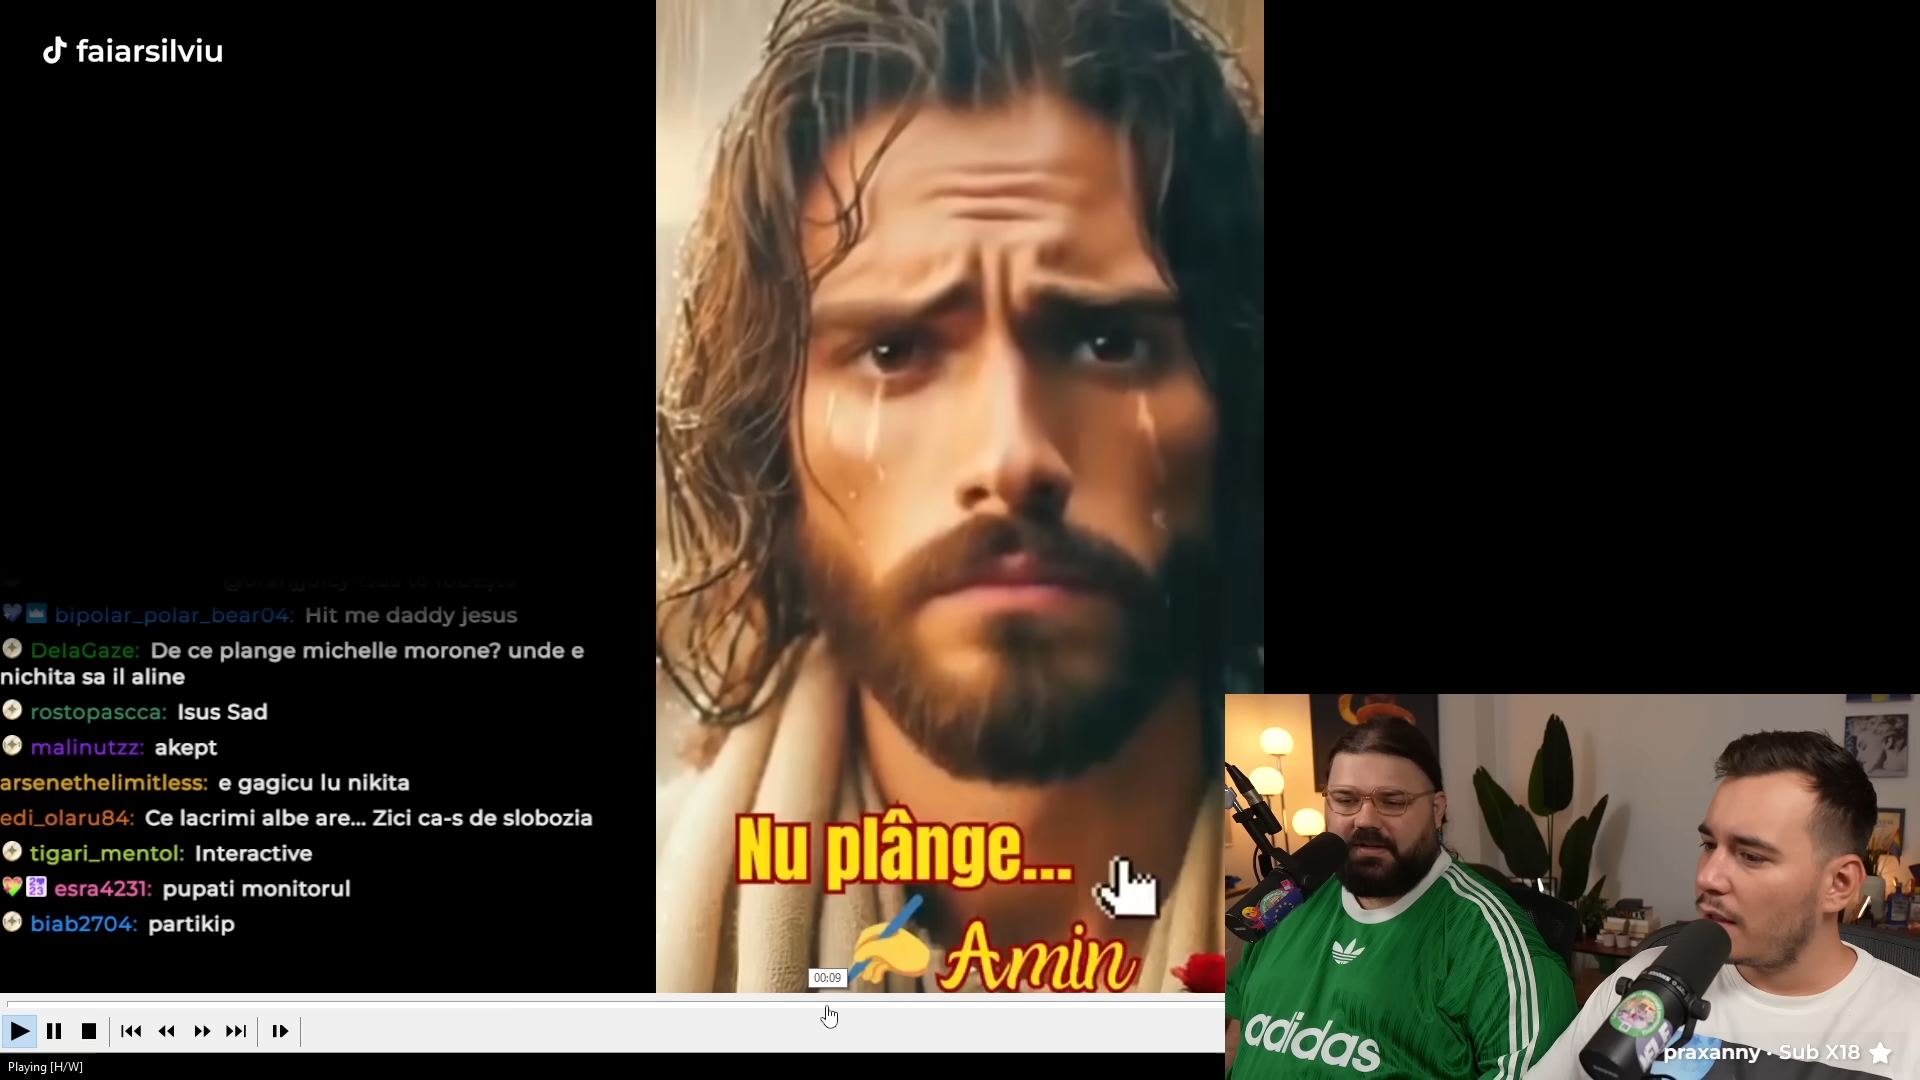 faiarsilviu
bipolar_polar_bear04: Hit me daddy jesus
DelaGaze: De ce plange michelle morone? unde e
nichita sa il aline
rostopascca: Isus Sad
malinutzz: akept
arsenethelimitless: e gagicu lu nikita
edi_olaru84: Ce lacrimi albe are... Zici ca-s de slobozia
tigari_mentol: Interactive
esra4231: pupati monitorul
biab2704: partikip
Nu plânge...
Amin
00:09
Playing [H/W]
adidas
praxanny · Sub X18